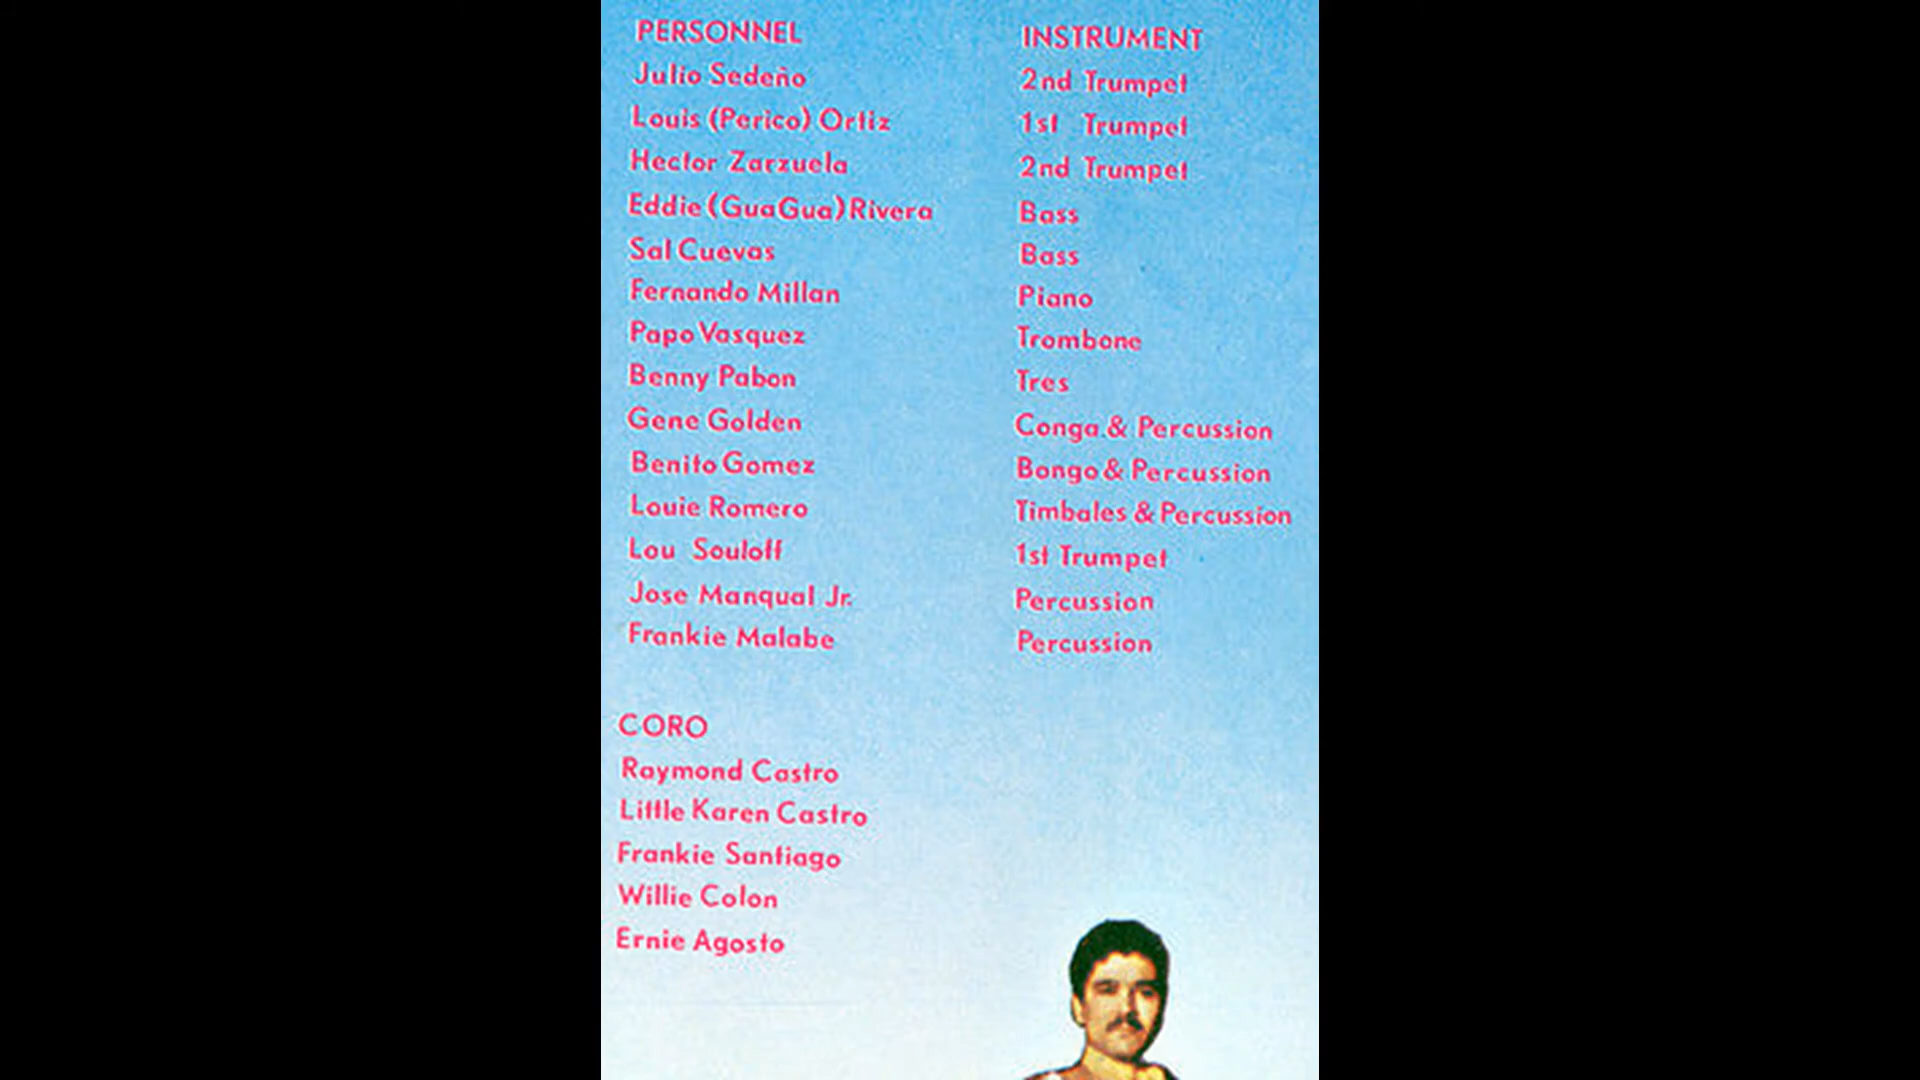 PERSONNEL INSTRUMENT
Julio Sedeño 2nd Trumpet
Louis (Perico) Ortiz 1st Trumpet
Hector Zarzuela 2nd Trumpet
Eddie (GuaGua) Rivera Bass
Sal Cuevas Bass
Fernando Millan Piano
Papo Vasquez Trombone
Benny Pabon Tres
Gene Golden Conga & Percussion
Benito Gomez Bongo & Percussion
Louie Romero Timbales & Percussion
Lou Souloff 1st Trumpet
Jose Manqual Jr. Percussion
Frankie Malabe Percussion
CORO
Raymond Castro
Little Karen Castro
Frankie Santiago
Willie Colon
Ernie Agosto